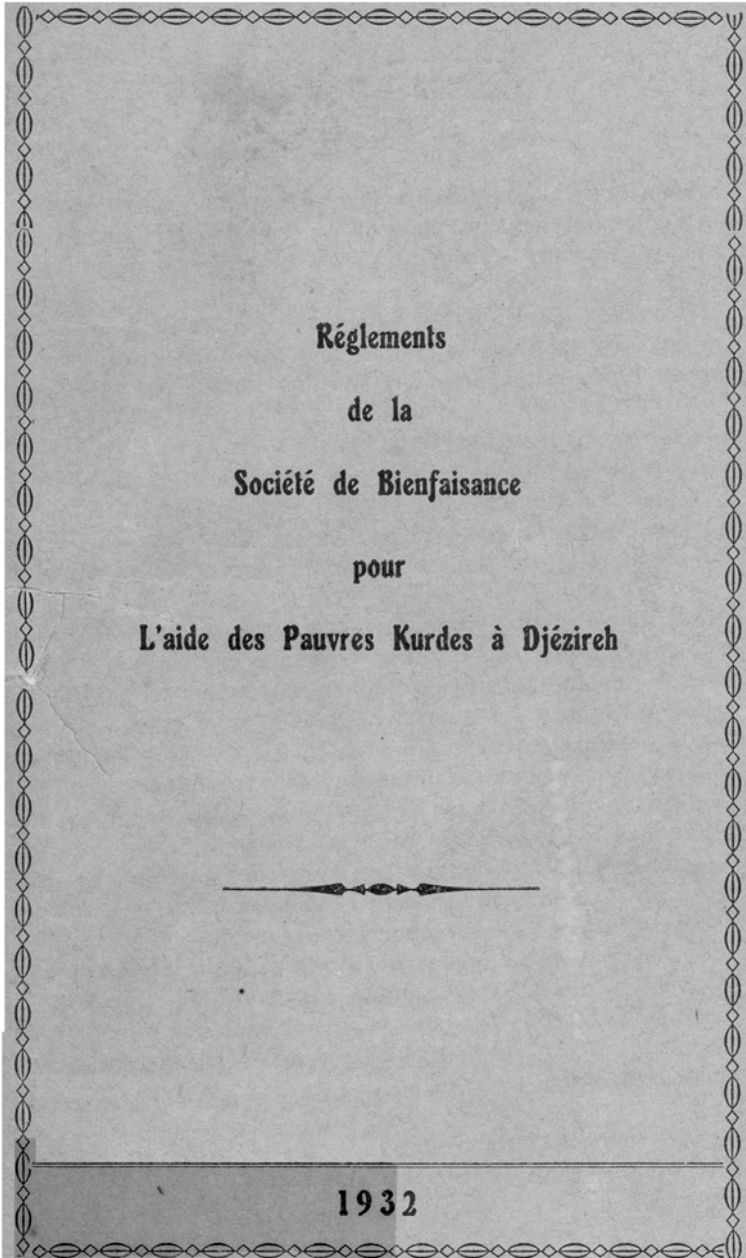 Réglements
de la
Société de Bienfaisance
pour
L'aide des Pauvres Kurdes à Djézireh
1932